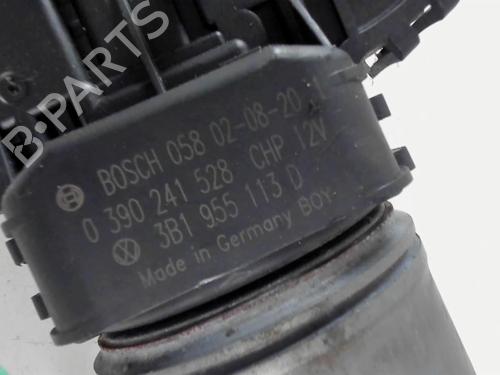 B-PARTS
BOSCH 058 02-08-20
0 390 241 528 CHP 12V
3B1 955 113 D
Made in Germany BOY